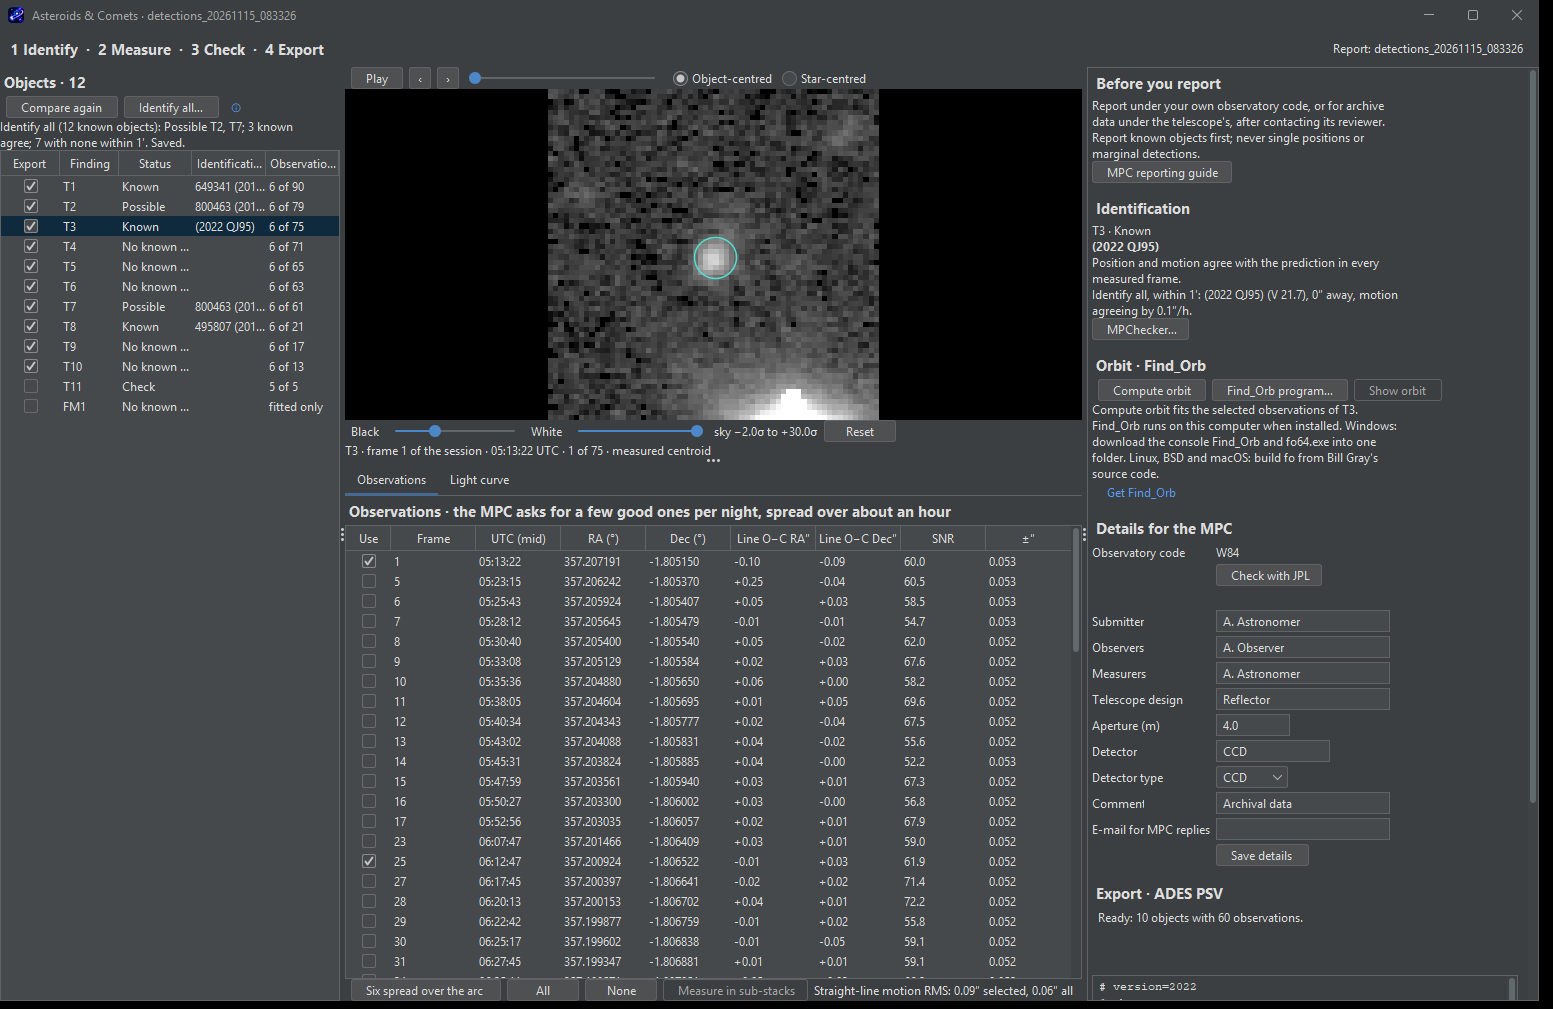 Asteroids & Comets · detections_20261115_083326
1 Identify · 2 Measure · 3 Check · 4 Export
Report: detections_20261115_083326
Objects · 12
Compare again
Identify all...
Identify all (12 known objects): Possible T2, T7; 3 known
agree; 7 with none within 1'. Saved.
Export Finding Status Identificati... Observatio...
T1 Known 649341 (201... 6 of 90
T2 Possible 800463 (201... 6 of 79
T3 Known (2022 QJ95) 6 of 75
T4 No known ... 6 of 71
T5 No known ... 6 of 65
T6 No known ... 6 of 63
T7 Possible 800463 (201... 6 of 61
T8 Known 495807 (201... 6 of 21
T9 No known ... 6 of 17
T10 No known ... 6 of 13
T11 Check 5 of 5
FM1 No known ... fitted only
Play ‹ › Object-centred Star-centred
Black White sky −2.0σ to +30.0σ Reset
T3 · frame 1 of the session · 05:13:22 UTC · 1 of 75 · measured centroid
Observations Light curve
Observations · the MPC asks for a few good ones per night, spread over about an hour
Use Frame UTC (mid) RA (°) Dec (°) Line O−C RA″ Line O−C Dec″ SNR ±″
1 05:13:22 357.207191 -1.805150 -0.10 -0.09 60.0 0.053
5 05:23:15 357.206242 -1.805370 +0.25 -0.04 60.5 0.053
6 05:25:43 357.205924 -1.805407 +0.05 +0.03 58.5 0.053
7 05:28:12 357.205645 -1.805479 -0.01 -0.01 54.7 0.053
8 05:30:40 357.205400 -1.805540 +0.05 -0.02 62.0 0.052
9 05:33:08 357.205129 -1.805584 +0.02 +0.03 67.6 0.052
10 05:35:36 357.204880 -1.805650 +0.06 +0.00 58.2 0.052
11 05:38:05 357.204604 -1.805695 +0.01 +0.05 69.6 0.052
12 05:40:34 357.204343 -1.805777 +0.02 -0.04 67.5 0.052
13 05:43:02 357.204088 -1.805831 +0.04 -0.02 55.6 0.052
14 05:45:31 357.203824 -1.805885 +0.04 -0.00 52.2 0.053
15 05:47:59 357.203561 -1.805940 +0.03 +0.01 67.3 0.052
16 05:50:27 357.203300 -1.806002 +0.03 -0.00 56.8 0.052
17 05:52:56 357.203035 -1.806057 +0.02 +0.01 67.9 0.052
23 06:07:47 357.201466 -1.806409 +0.03 +0.01 59.0 0.052
25 06:12:47 357.200924 -1.806522 -0.01 +0.03 61.9 0.052
27 06:17:45 357.200397 -1.806641 -0.02 +0.02 71.4 0.052
28 06:20:13 357.200153 -1.806702 +0.04 +0.01 72.2 0.052
29 06:22:42 357.199877 -1.806759 -0.01 +0.02 55.8 0.052
30 06:25:17 357.199602 -1.806838 -0.01 -0.05 59.1 0.052
31 06:27:45 357.199347 -1.806881 +0.01 +0.01 59.1 0.052
Six spread over the arc All None Measure in sub-stacks Straight-line motion RMS: 0.09″ selected, 0.06″ all
Before you report
Report under your own observatory code, or for archive
data under the telescope's, after contacting its reviewer.
Report known objects first; never single positions or
marginal detections.
MPC reporting guide
Identification
T3 · Known
(2022 QJ95)
Position and motion agree with the prediction in every
measured frame.
Identify all, within 1': (2022 QJ95) (V 21.7), 0″ away, motion
agreeing by 0.1″/h.
MPChecker...
Orbit · Find_Orb
Compute orbit Find_Orb program... Show orbit
Compute orbit fits the selected observations of T3.
Find_Orb runs on this computer when installed. Windows:
download the console Find_Orb and fo64.exe into one
folder. Linux, BSD and macOS: build fo from Bill Gray's
source code.
Get Find_Orb
Details for the MPC
Observatory code W84
Check with JPL
Submitter A. Astronomer
Observers A. Observer
Measurers A. Astronomer
Telescope design Reflector
Aperture (m) 4.0
Detector CCD
Detector type CCD
Comment Archival data
E-mail for MPC replies
Save details
Export · ADES PSV
Ready: 10 objects with 60 observations.
# version=2022